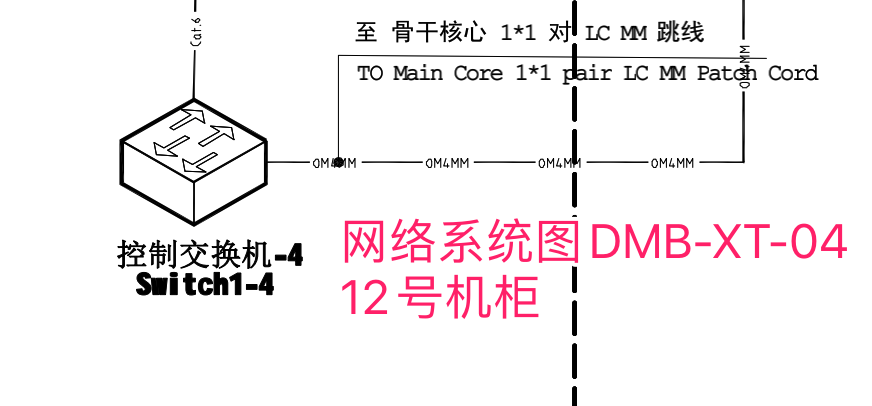 Cat.6
至 骨干核心 1*1 对 LC MM 跳线
TO Main Core 1*1 pair LC MM Patch Cord
OM4MM
OM4MM OM4MM OM4MM OM4MM
控制交换机-4
Switch1-4
网络系统图DMB-XT-04
12号机柜